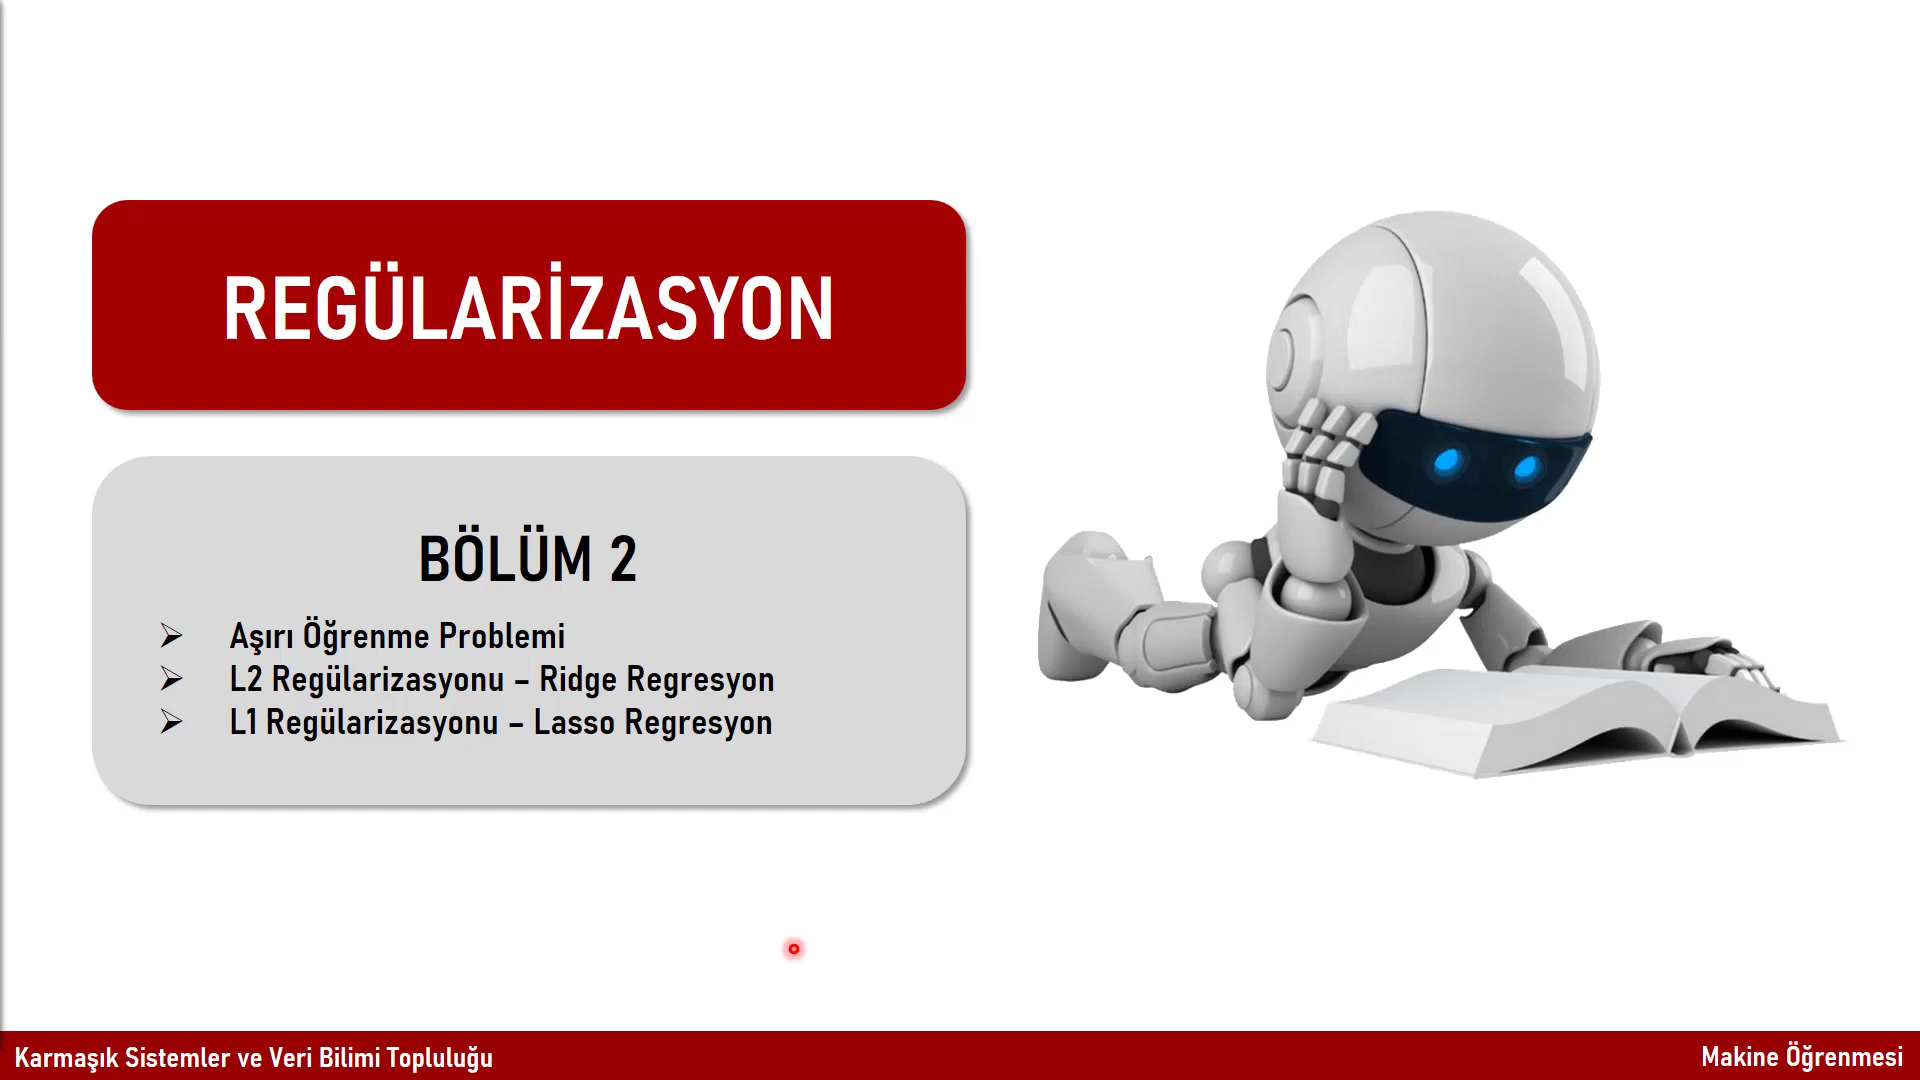 REGÜLARİZASYON
BÖLÜM 2
➢ Aşırı Öğrenme Problemi
➢ L2 Regülarizasyonu – Ridge Regresyon
➢ L1 Regülarizasyonu – Lasso Regresyon
Karmaşık Sistemler ve Veri Bilimi Topluluğu
Makine Öğrenmesi